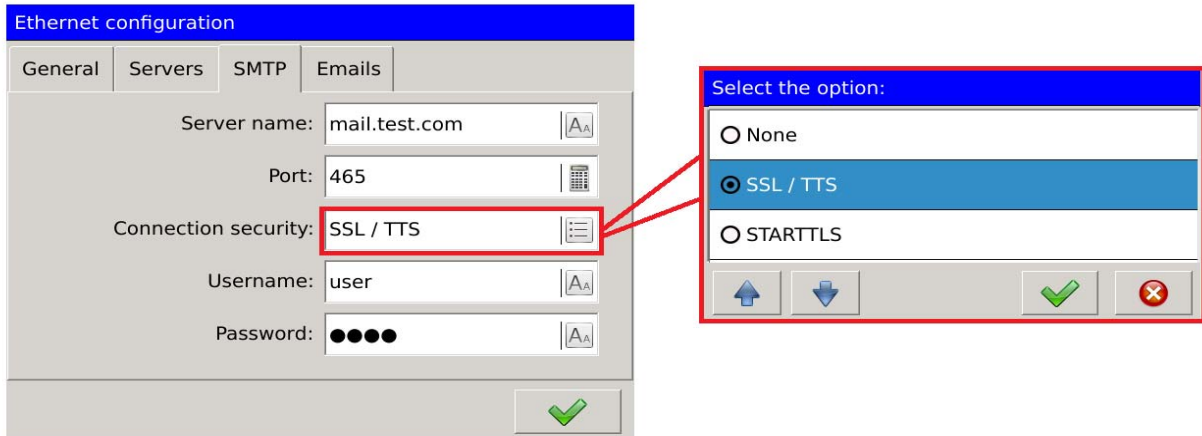 Ethernet configuration
General Servers SMTP Emails
Server name: mail.test.com
Port: 465
Connection security: SSL / TTS
Username: user
Password: ●●●●
Select the option:
None
SSL / TTS
STARTTLS